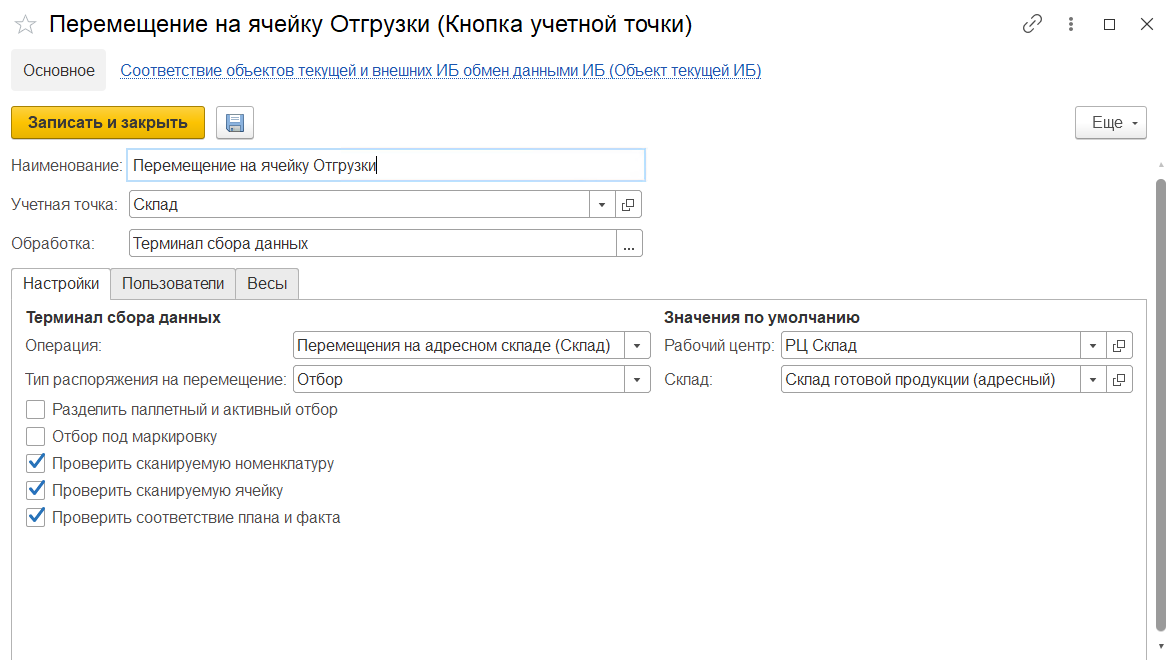 Перемещение на ячейку Отгрузки (Кнопка учетной точки)
Основное Соответствие объектов текущей и внешних ИБ обмен данными ИБ (Объект текущей ИБ)
Записать и закрыть Еще
Наименование: Перемещение на ячейку Отгрузки
Учетная точка: Склад
Обработка: Терминал сбора данных ...
Настройки Пользователи Весы
Терминал сбора данных Значения по умолчанию
Операция: Перемещения на адресном складе (Склад) Рабочий центр: РЦ Склад
Тип распоряжения на перемещение: Отбор Склад: Склад готовой продукции (адресный)
Разделить паллетный и активный отбор
Отбор под маркировку
Проверить сканируемую номенклатуру
Проверить сканируемую ячейку
Проверить соответствие плана и факта